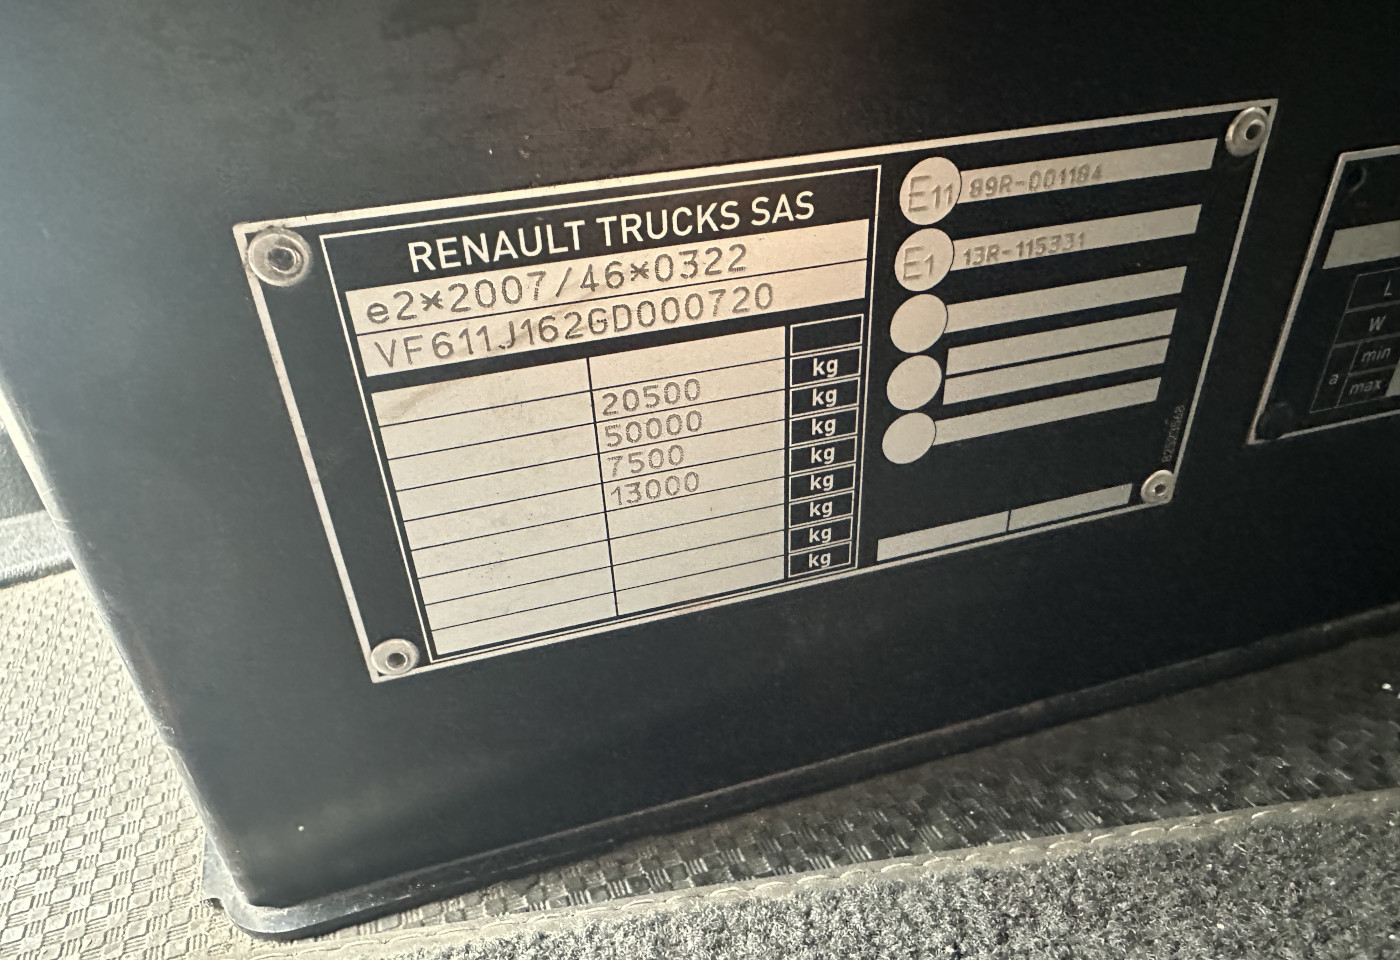 RENAULT TRUCKS SAS
e2*2007/46*0322
VF611J162GD000720
kg
20500 kg
50000 kg
7500 kg
13000 kg
kg
kg
kg
E11 89R-001184
E1 13R-115331
L
W
a
min
max